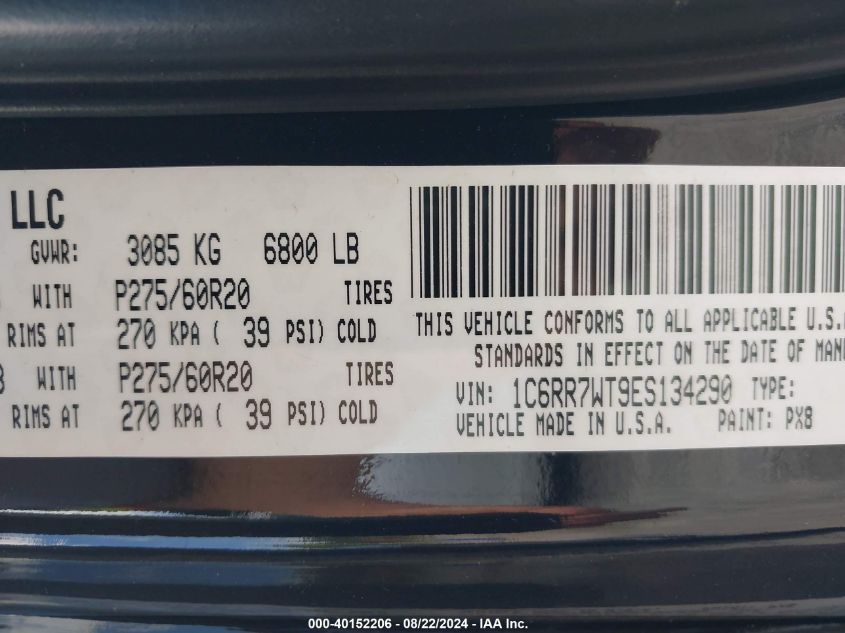 LLC
GVWR: 3085 KG 6800 LB
WITH P275/60R20 TIRES
RIMS AT 270 KPA ( 39 PSI) COLD
WITH P275/60R20 TIRES
RIMS AT 270 KPA ( 39 PSI) COLD
THIS VEHICLE CONFORMS TO ALL APPLICABLE U.S.A
STANDARDS IN EFFECT ON THE DATE OF MAN
VIN: 1C6RR7WT9ES134290 TYPE:
VEHICLE MADE IN U.S.A. PAINT: PX8
000-40152206 - 08/22/2024 - IAA Inc.